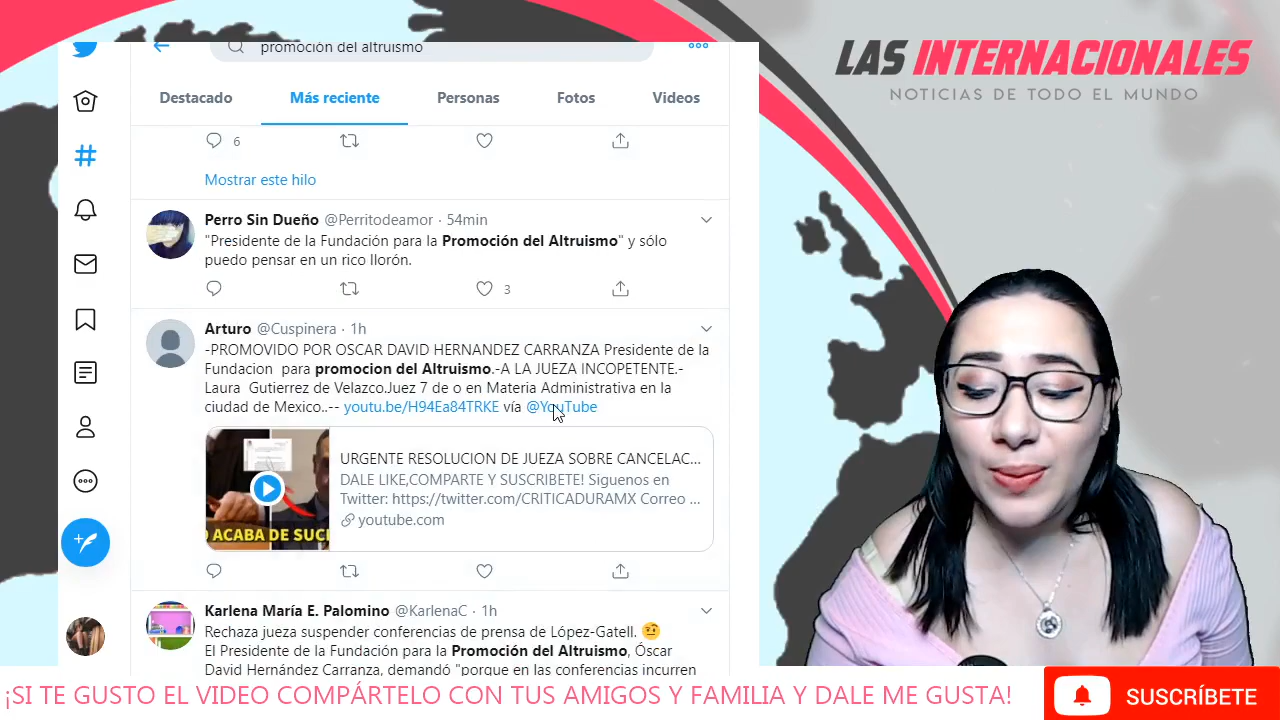 promoción del altruismo
LAS INTERNACIONALES
NOTICIAS DE TODO EL MUNDO
Destacado Más reciente Personas Fotos Videos
6
Mostrar este hilo
Perro Sin Dueño @Perritodeamor · 54min
"Presidente de la Fundación para la Promoción del Altruismo" y sólo
puedo pensar en un rico llorón.
3
Arturo @Cuspinera · 1h
-PROMOVIDO POR OSCAR DAVID HERNANDEZ CARRANZA Presidente de la
Fundacion para promocion del Altruismo.-A LA JUEZA INCOPETENTE.-
Laura Gutierrez de Velazco.Juez 7 de o en Materia Administrativa en la
ciudad de Mexico..-- youtu.be/H94Ea84TRKE vía @YouTube
URGENTE RESOLUCION DE JUEZA SOBRE CANCELAC...
DALE LIKE,COMPARTE Y SUSCRIBETE! Siguenos en
Twitter: https://twitter.com/CRITICADURAMX Correo ...
youtube.com
ACABA DE SUC
Karlena María E. Palomino @KarlenaC · 1h
Rechaza jueza suspender conferencias de prensa de López-Gatell. 🤨
El Presidente de la Fundación para la Promoción del Altruismo, Óscar
David Hernández Carranza, demandó "porque en las conferencias incurren
¡SI TE GUSTO EL VIDEO COMPÁRTELO CON TUS AMIGOS Y FAMILIA Y DALE ME GUSTA!
SUSCRÍBETE